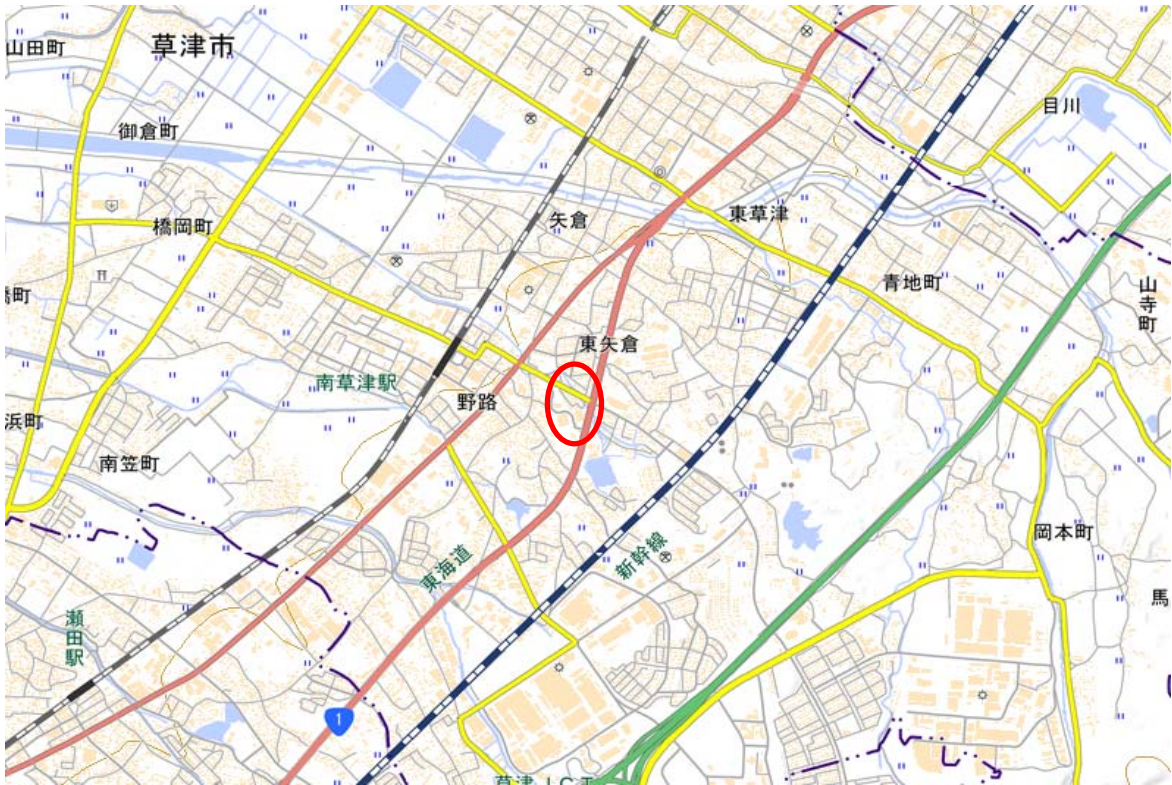 草津市
山田町
目川
御倉町
矢倉
東草津
橋岡町
青地町
山寺町
町
東矢倉
南草津駅
野路
浜町
南笠町
岡本町
新幹線
東海道
馬
瀬田駅
1
草津JCT